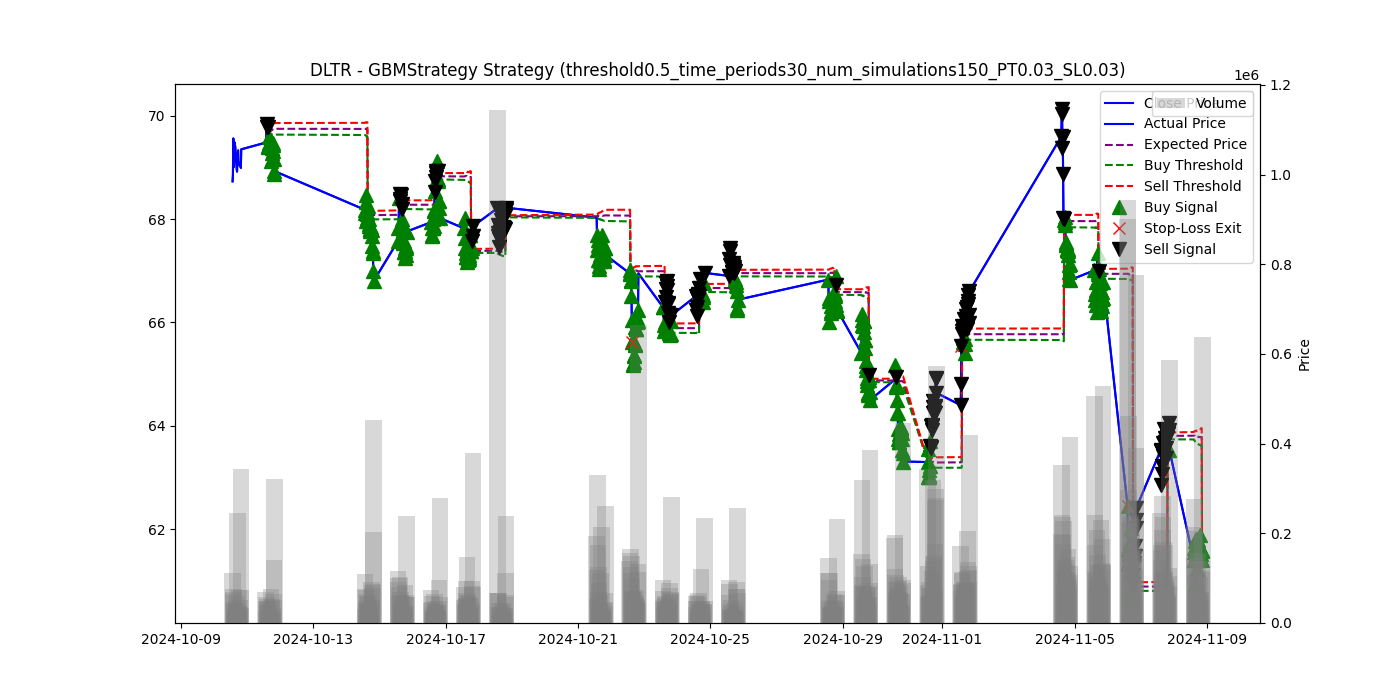 DLTR - GBMStrategy Strategy (threshold0.5_time_periods30_num_simulations150_PT0.03_SL0.03)
1e6
70
68
66
64
62
1.2
1.0
0.8
0.6
0.4
0.2
0.0
Price
Volume
Actual Price
Expected Price
Buy Threshold
Sell Threshold
Buy Signal
Stop-Loss Exit
Sell Signal
2024-10-09
2024-10-13
2024-10-17
2024-10-21
2024-10-25
2024-10-29
2024-11-01
2024-11-05
2024-11-09